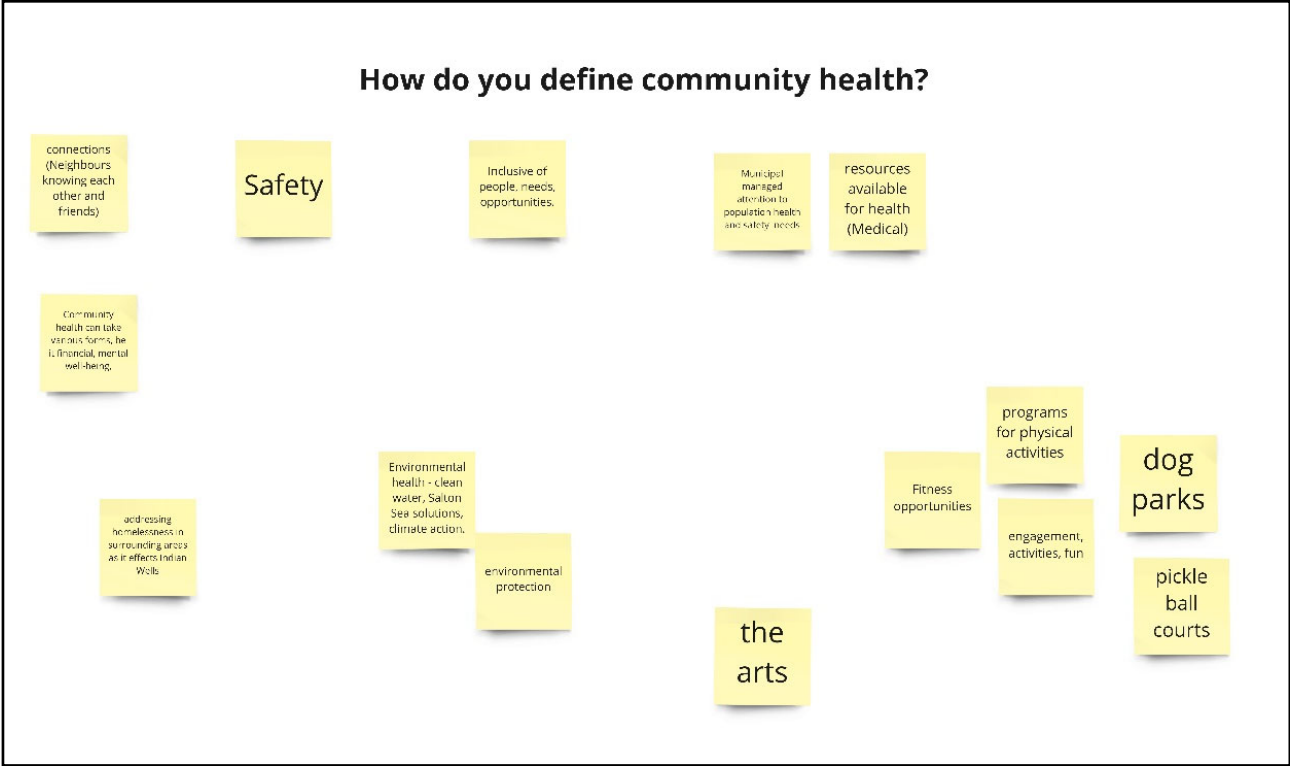 How do you define community health?
connections
(Neighbours
knowing each
other and
friends)
Safety
Inclusive of
people, needs,
opportunities.
Municipal
managed
attention to
population health
and safety needs
resources
available
for health
(Medical)
Community
health can take
various forms, be
it financial, mental
well-being,
programs
for physical
activities
dog
parks
Fitness
opportunities
Environmental
health - clean
water, Salton
Sea solutions,
climate action.
addressing
homelessness in
surrounding areas
as it effects Indian
Wells
engagement,
activities, fun
environmental
protection
pickle
ball
courts
the
arts